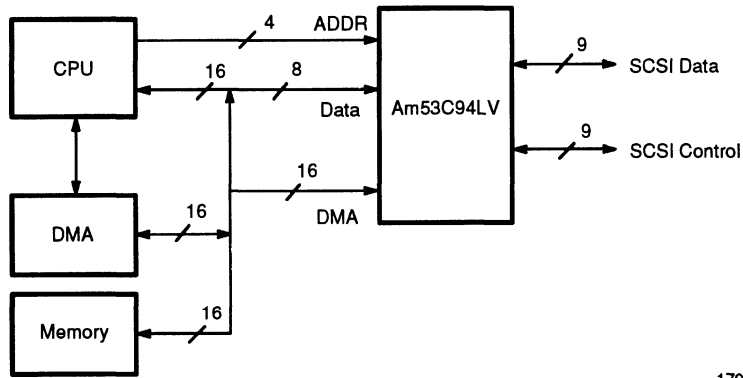 4
ADDR
CPU
16
8
Data
Am53C94LV
9
SCSI Data
9
SCSI Control
16
DMA
DMA
16
Memory
16
179